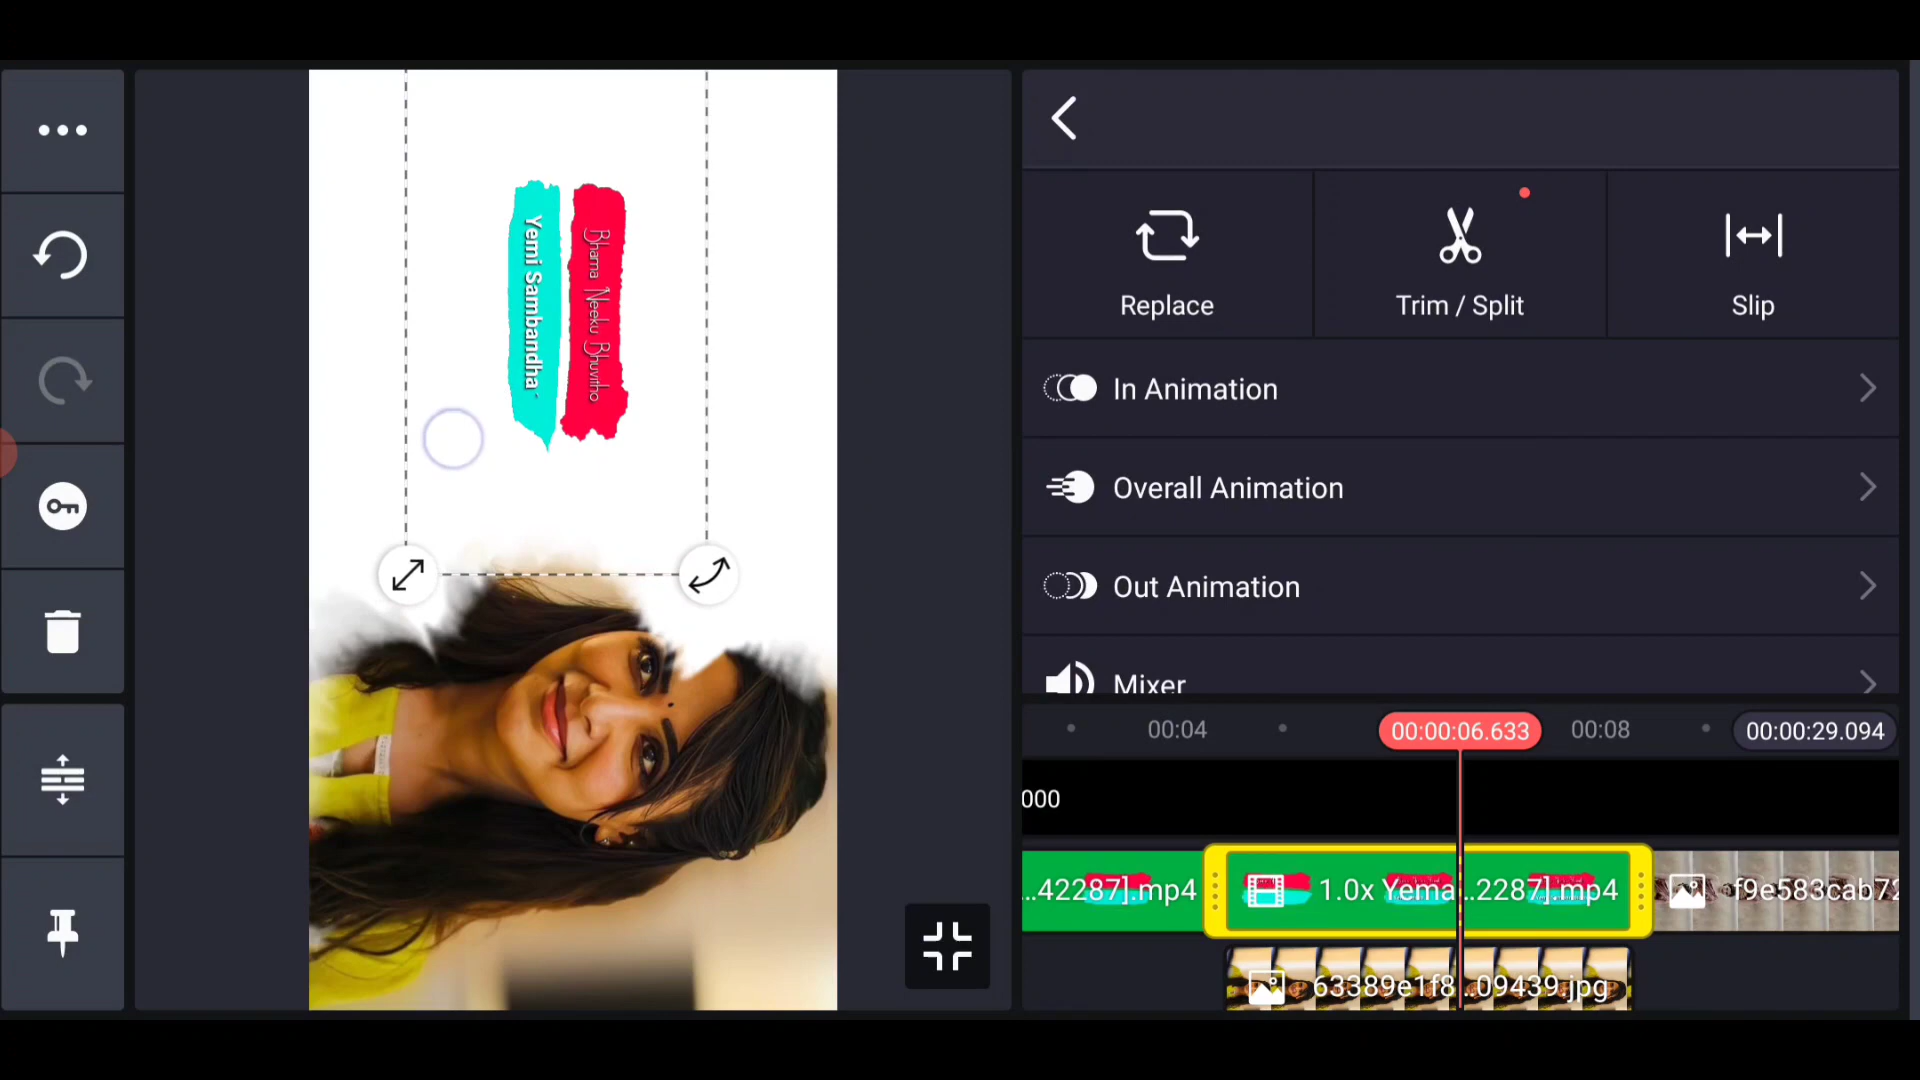 Bhama Neeku Bhuvitho
Yemi Sambandha
Replace
Trim / Split
Slip
In Animation
Overall Animation
Out Animation
Mixer
00:04
00:00:06.633
00:08
00:00:29.094
000
...42287].mp4
1.0x Yema...2287].mp4
f9e583cab72
63389e1f8...09439.jpg